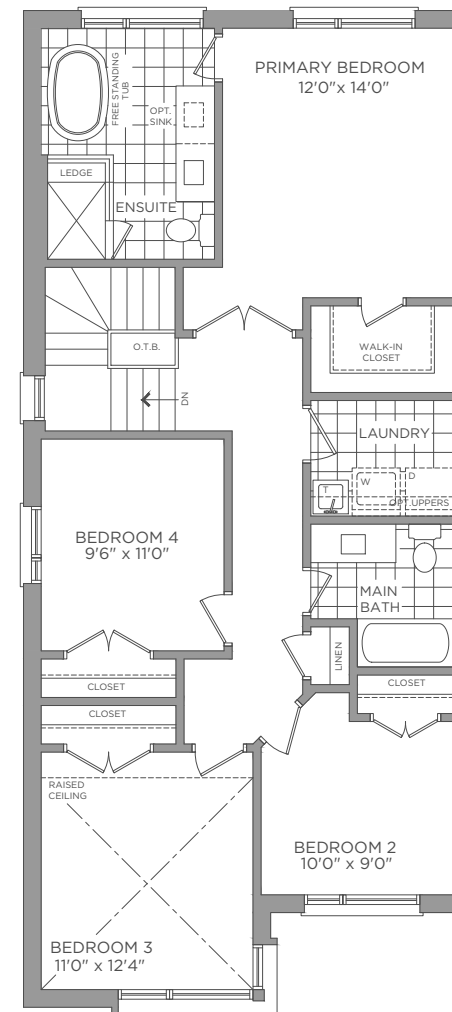 PRIMARY BEDROOM
12'0"x 14'0"
FREE STANDING
TUB
OPT.
SINK
LEDGE
ENSUITE
O.T.B.
DN
WALK-IN
CLOSET
LAUNDRY
T
W
D
OPT.UPPERS
BEDROOM 4
9'6" x 11'0"
MAIN
BATH
LINEN
CLOSET
CLOSET
CLOSET
RAISED
CEILING
BEDROOM 2
10'0" x 9'0"
BEDROOM 3
11'0" x 12'4"